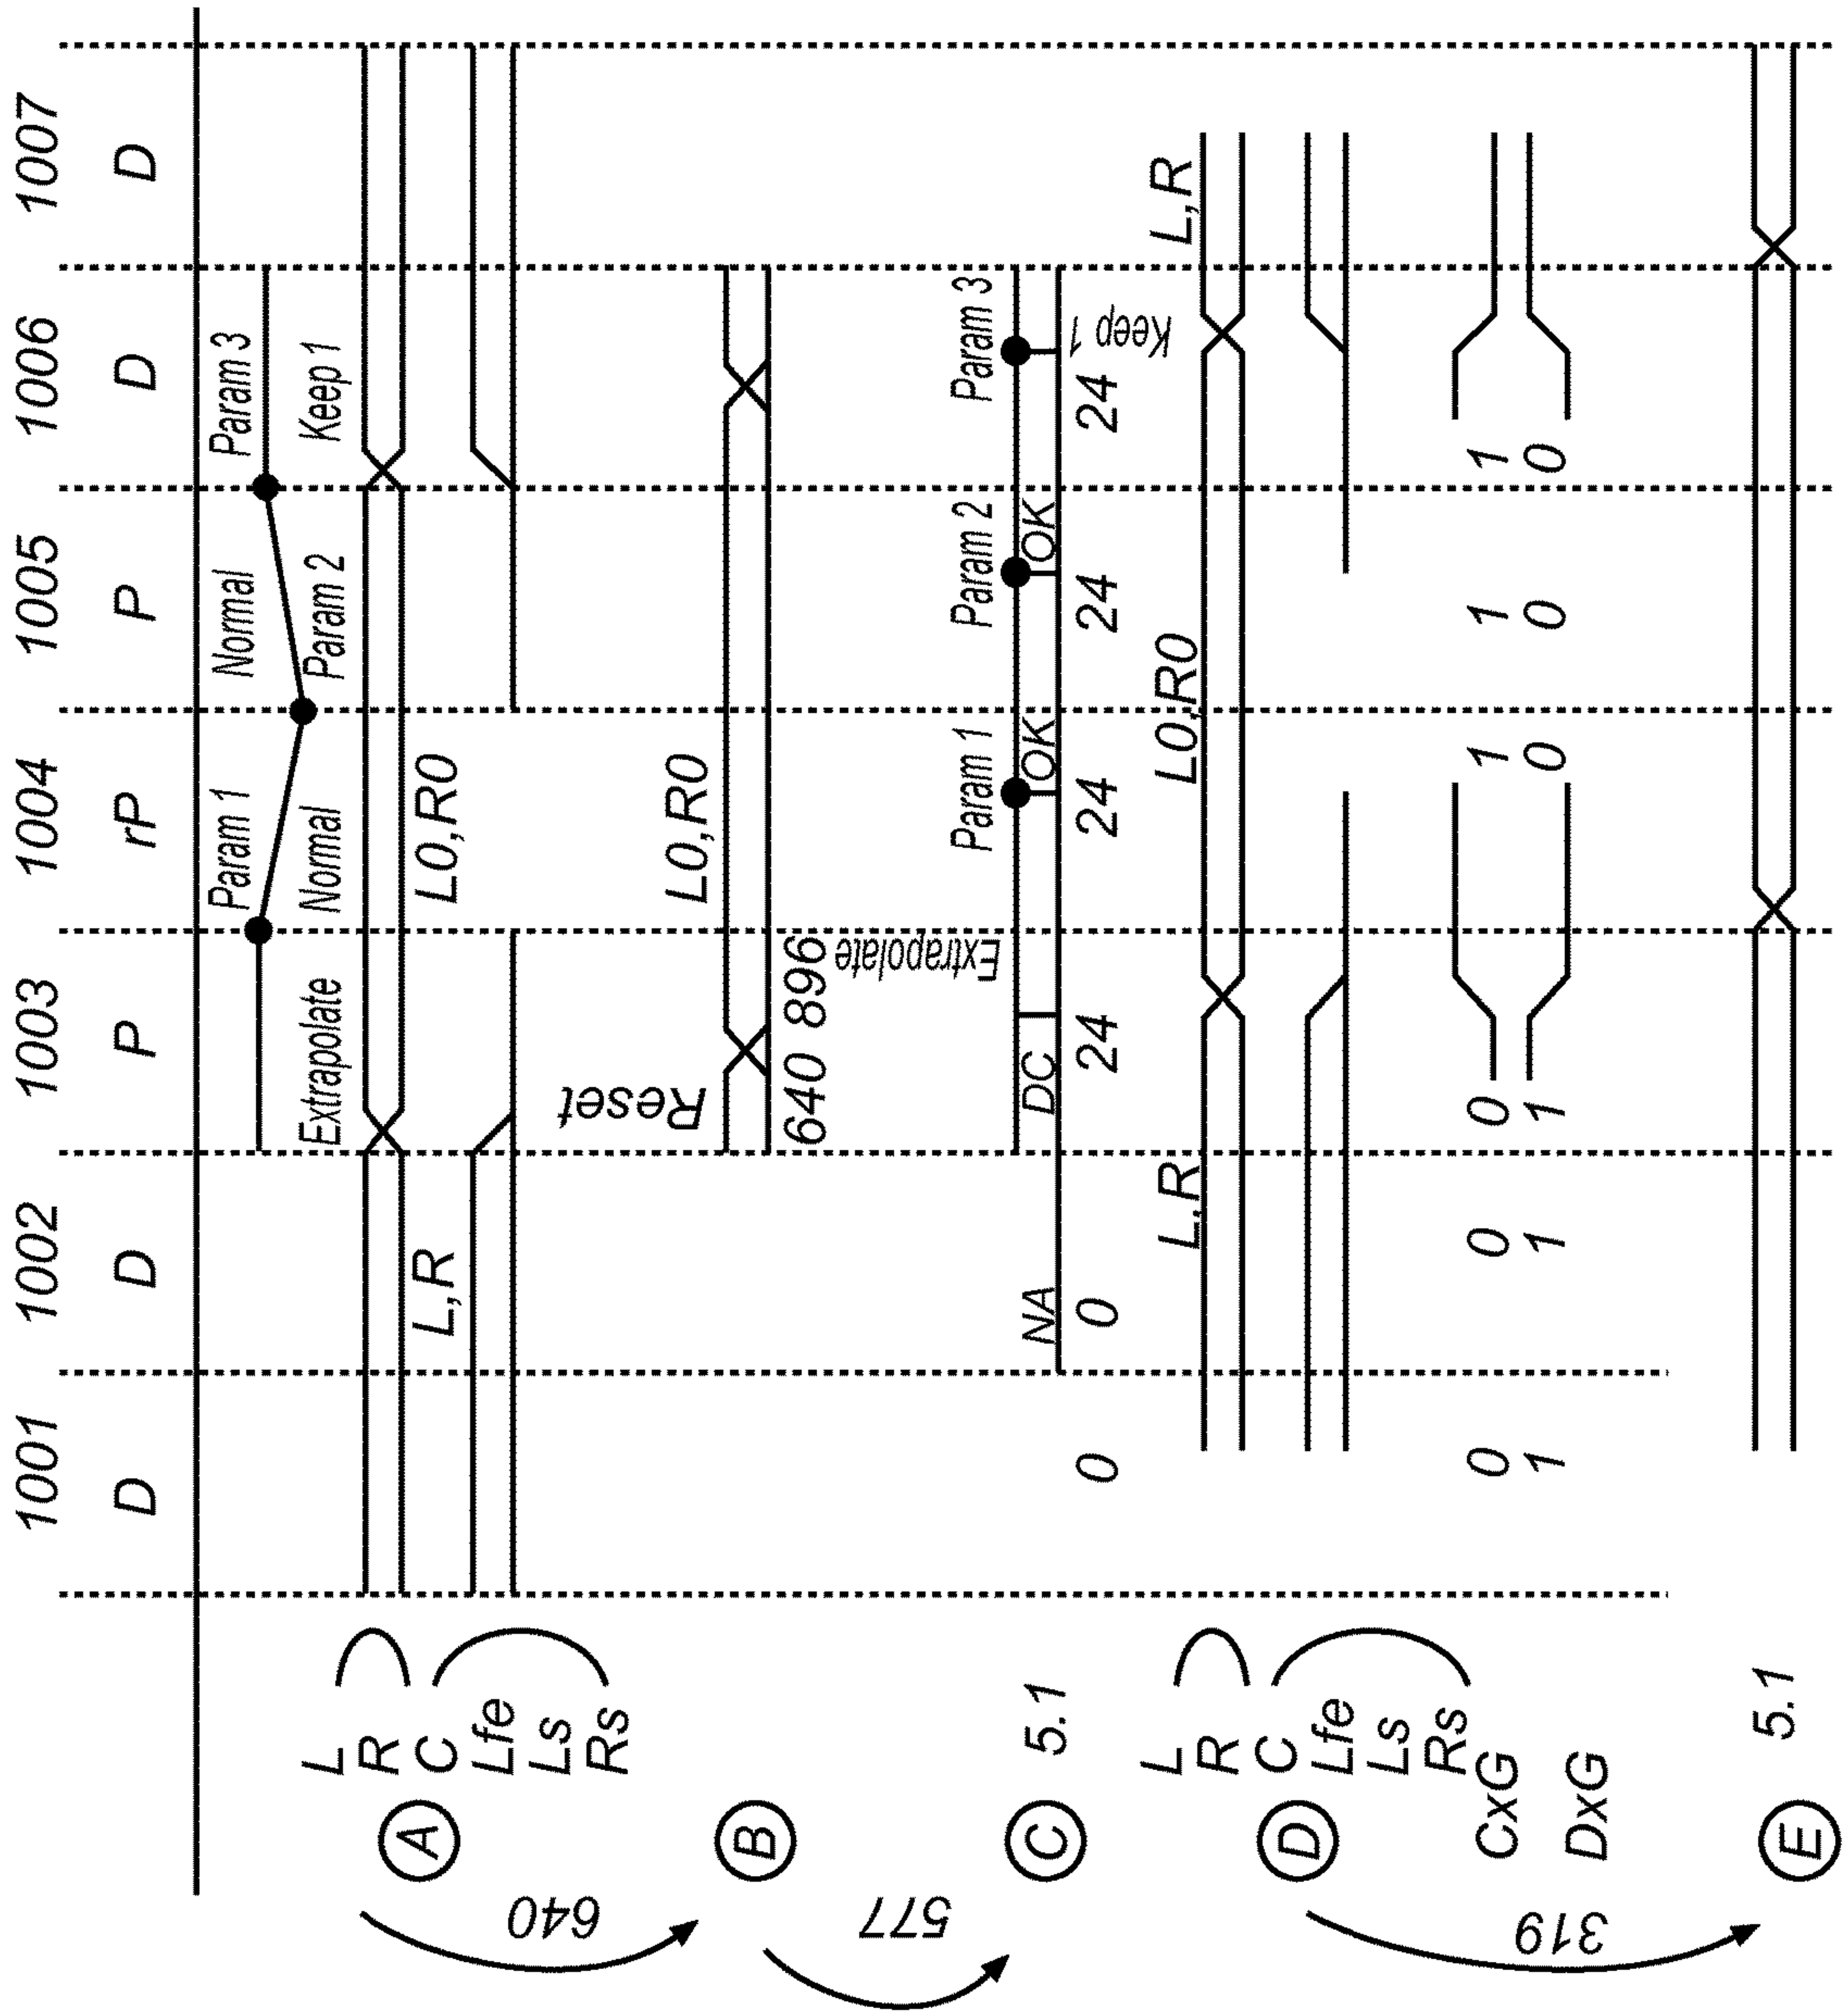 1001 1002 1003 1004 1005 1006 1007
D D P rP P D D
Param 1 Normal Param 3
Extrapolate Normal Param 2 Keep 1
L
R
C
Lfe
Ls
Rs
A
L,R L0,R0
640
Reset
L0,R0
B
640 896
577
Extrapolate Param 1 Param 2 Param 3
C 5.1
NA DC OK OK
0 0 24 24 24 24
Keep 1
L
R
C
Lfe
Ls
Rs
D
L,R L0,R0 L,R
CxG 0 0 0 1 1 1
DxG 1 1 1 0 0 0
319
E 5.1